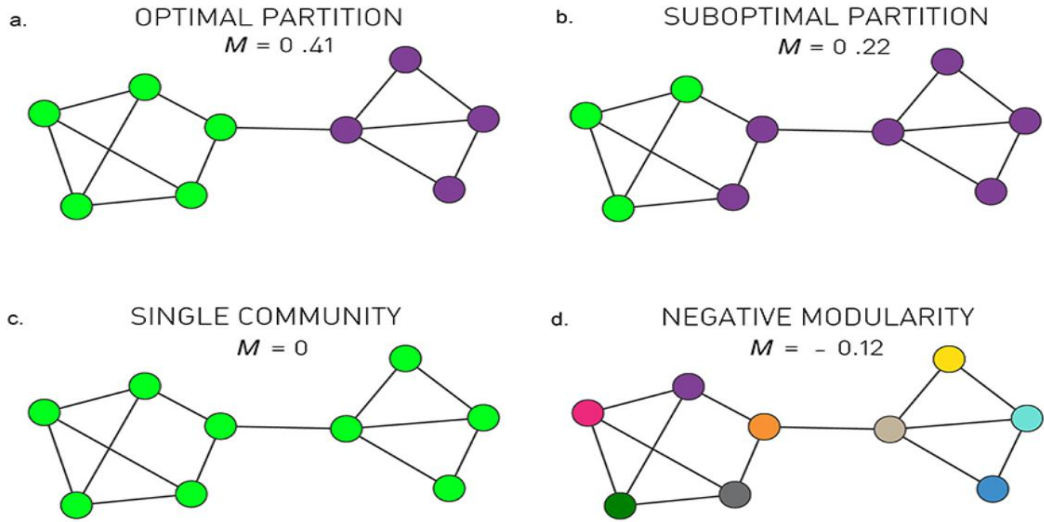 a.
OPTIMAL PARTITION
M = 0 .41
b.
SUBOPTIMAL PARTITION
M = 0 .22
c.
SINGLE COMMUNITY
M = 0
d.
NEGATIVE MODULARITY
M = - 0.12